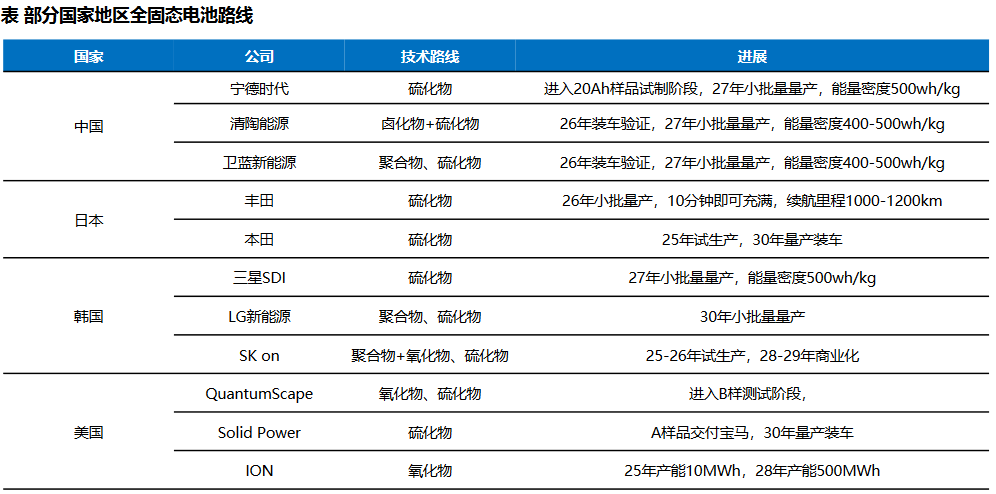 表 部分国家地区全固态电池路线
国家 公司 技术路线 进展
中国 宁德时代 硫化物 进入20Ah样品试制阶段，27年小批量量产，能量密度500wh/kg
清陶能源 卤化物+硫化物 26年装车验证，27年小批量量产，能量密度400-500wh/kg
卫蓝新能源 聚合物、硫化物 26年装车验证，27年小批量量产，能量密度400-500wh/kg
日本 丰田 硫化物 26年小批量产，10分钟即可充满，续航里程1000-1200km
本田 硫化物 25年试生产，30年量产装车
韩国 三星SDI 硫化物 27年小批量量产，能量密度500wh/kg
LG新能源 聚合物、硫化物 30年小批量量产
SK on 聚合物+氧化物、硫化物 25-26年试生产，28-29年商业化
美国 QuantumScape 氧化物、硫化物 进入B样测试阶段，
Solid Power 硫化物 A样品交付宝马，30年量产装车
ION 氧化物 25年产能10MWh，28年产能500MWh